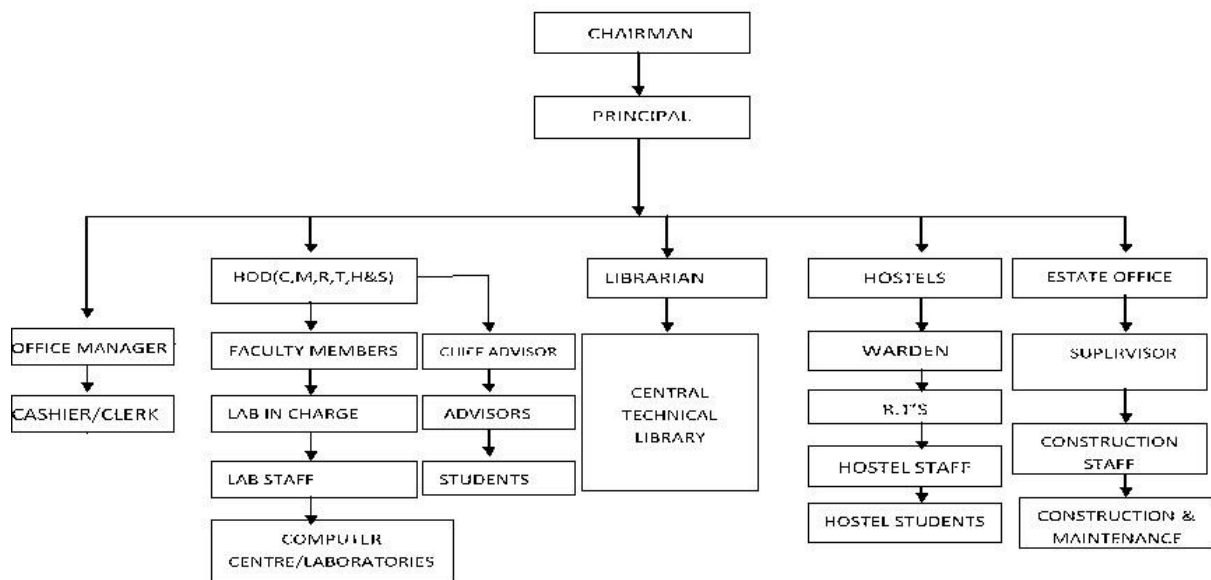 CHAIRMAN
PRINCIPAL
HOD(C,M,R,T,H&S)
LIBRARIAN
HOSTELS
ESTATE OFFICE
OFFICE MANAGER
FACULTY MEMBERS
CHIEF ADVISOR
CENTRAL
TECHNICAL
LIBRARY
WARDEN
SUPERVISOR
CASHIER/CLERK
LAB IN CHARGE
ADVISORS
CONSTRUCTION
STAFF
LAB STAFF
STUDENTS
HOSTEL STAFF
COMPUTER
CENTRE/LABORATORIES
HOSTEL STUDENTS
CONSTRUCTION &
MAINTENANCE